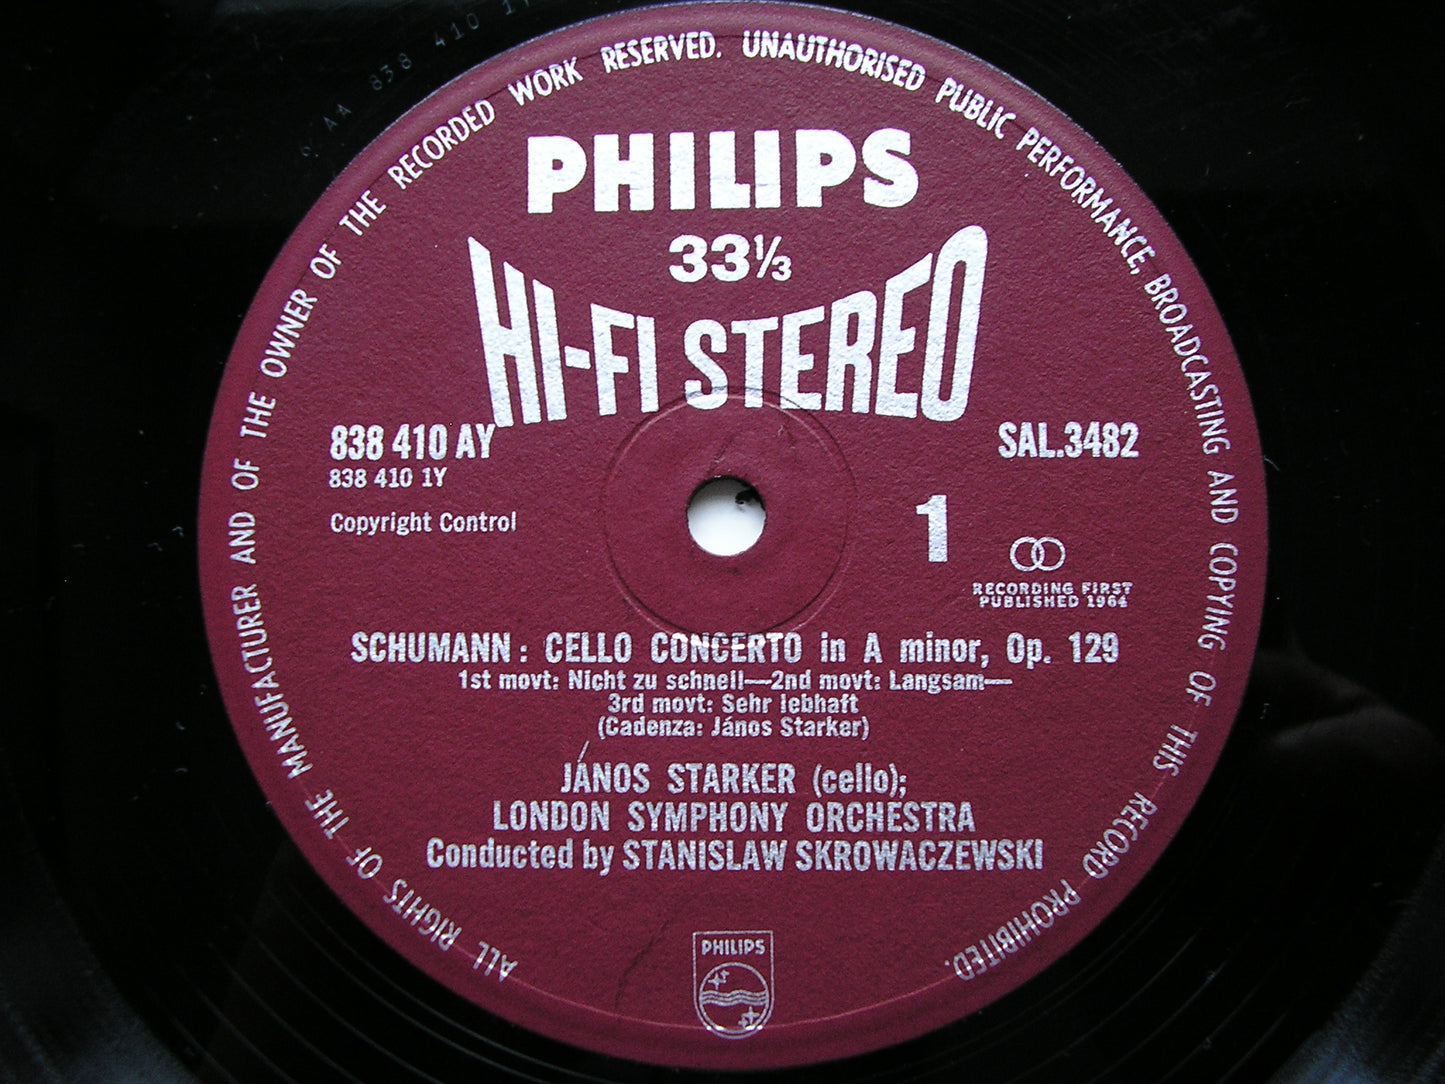 ALL RIGHTS OF THE MANUFACTURER AND OF THE OWNER OF THE RECORDED WORK RESERVED. UNAUTHORISED PUBLIC PERFORMANCE, BROADCASTING AND COPYING OF THIS RECORD PROHIBITED.
AA 838 410 1Y
PHILIPS
33⅓
HI-FI STEREO
838 410 AY
SAL.3482
838 410 1Y
Copyright Control
1
RECORDING FIRST
PUBLISHED 1964
SCHUMANN: CELLO CONCERTO in A minor, Op. 129
1st movt: Nicht zu schnell—2nd movt: Langsam—
3rd movt: Sehr lebhaft
(Cadenza: János Starker)
JÁNOS STARKER (cello);
LONDON SYMPHONY ORCHESTRA
Conducted by STANISLAW SKROWACZEWSKI
PHILIPS